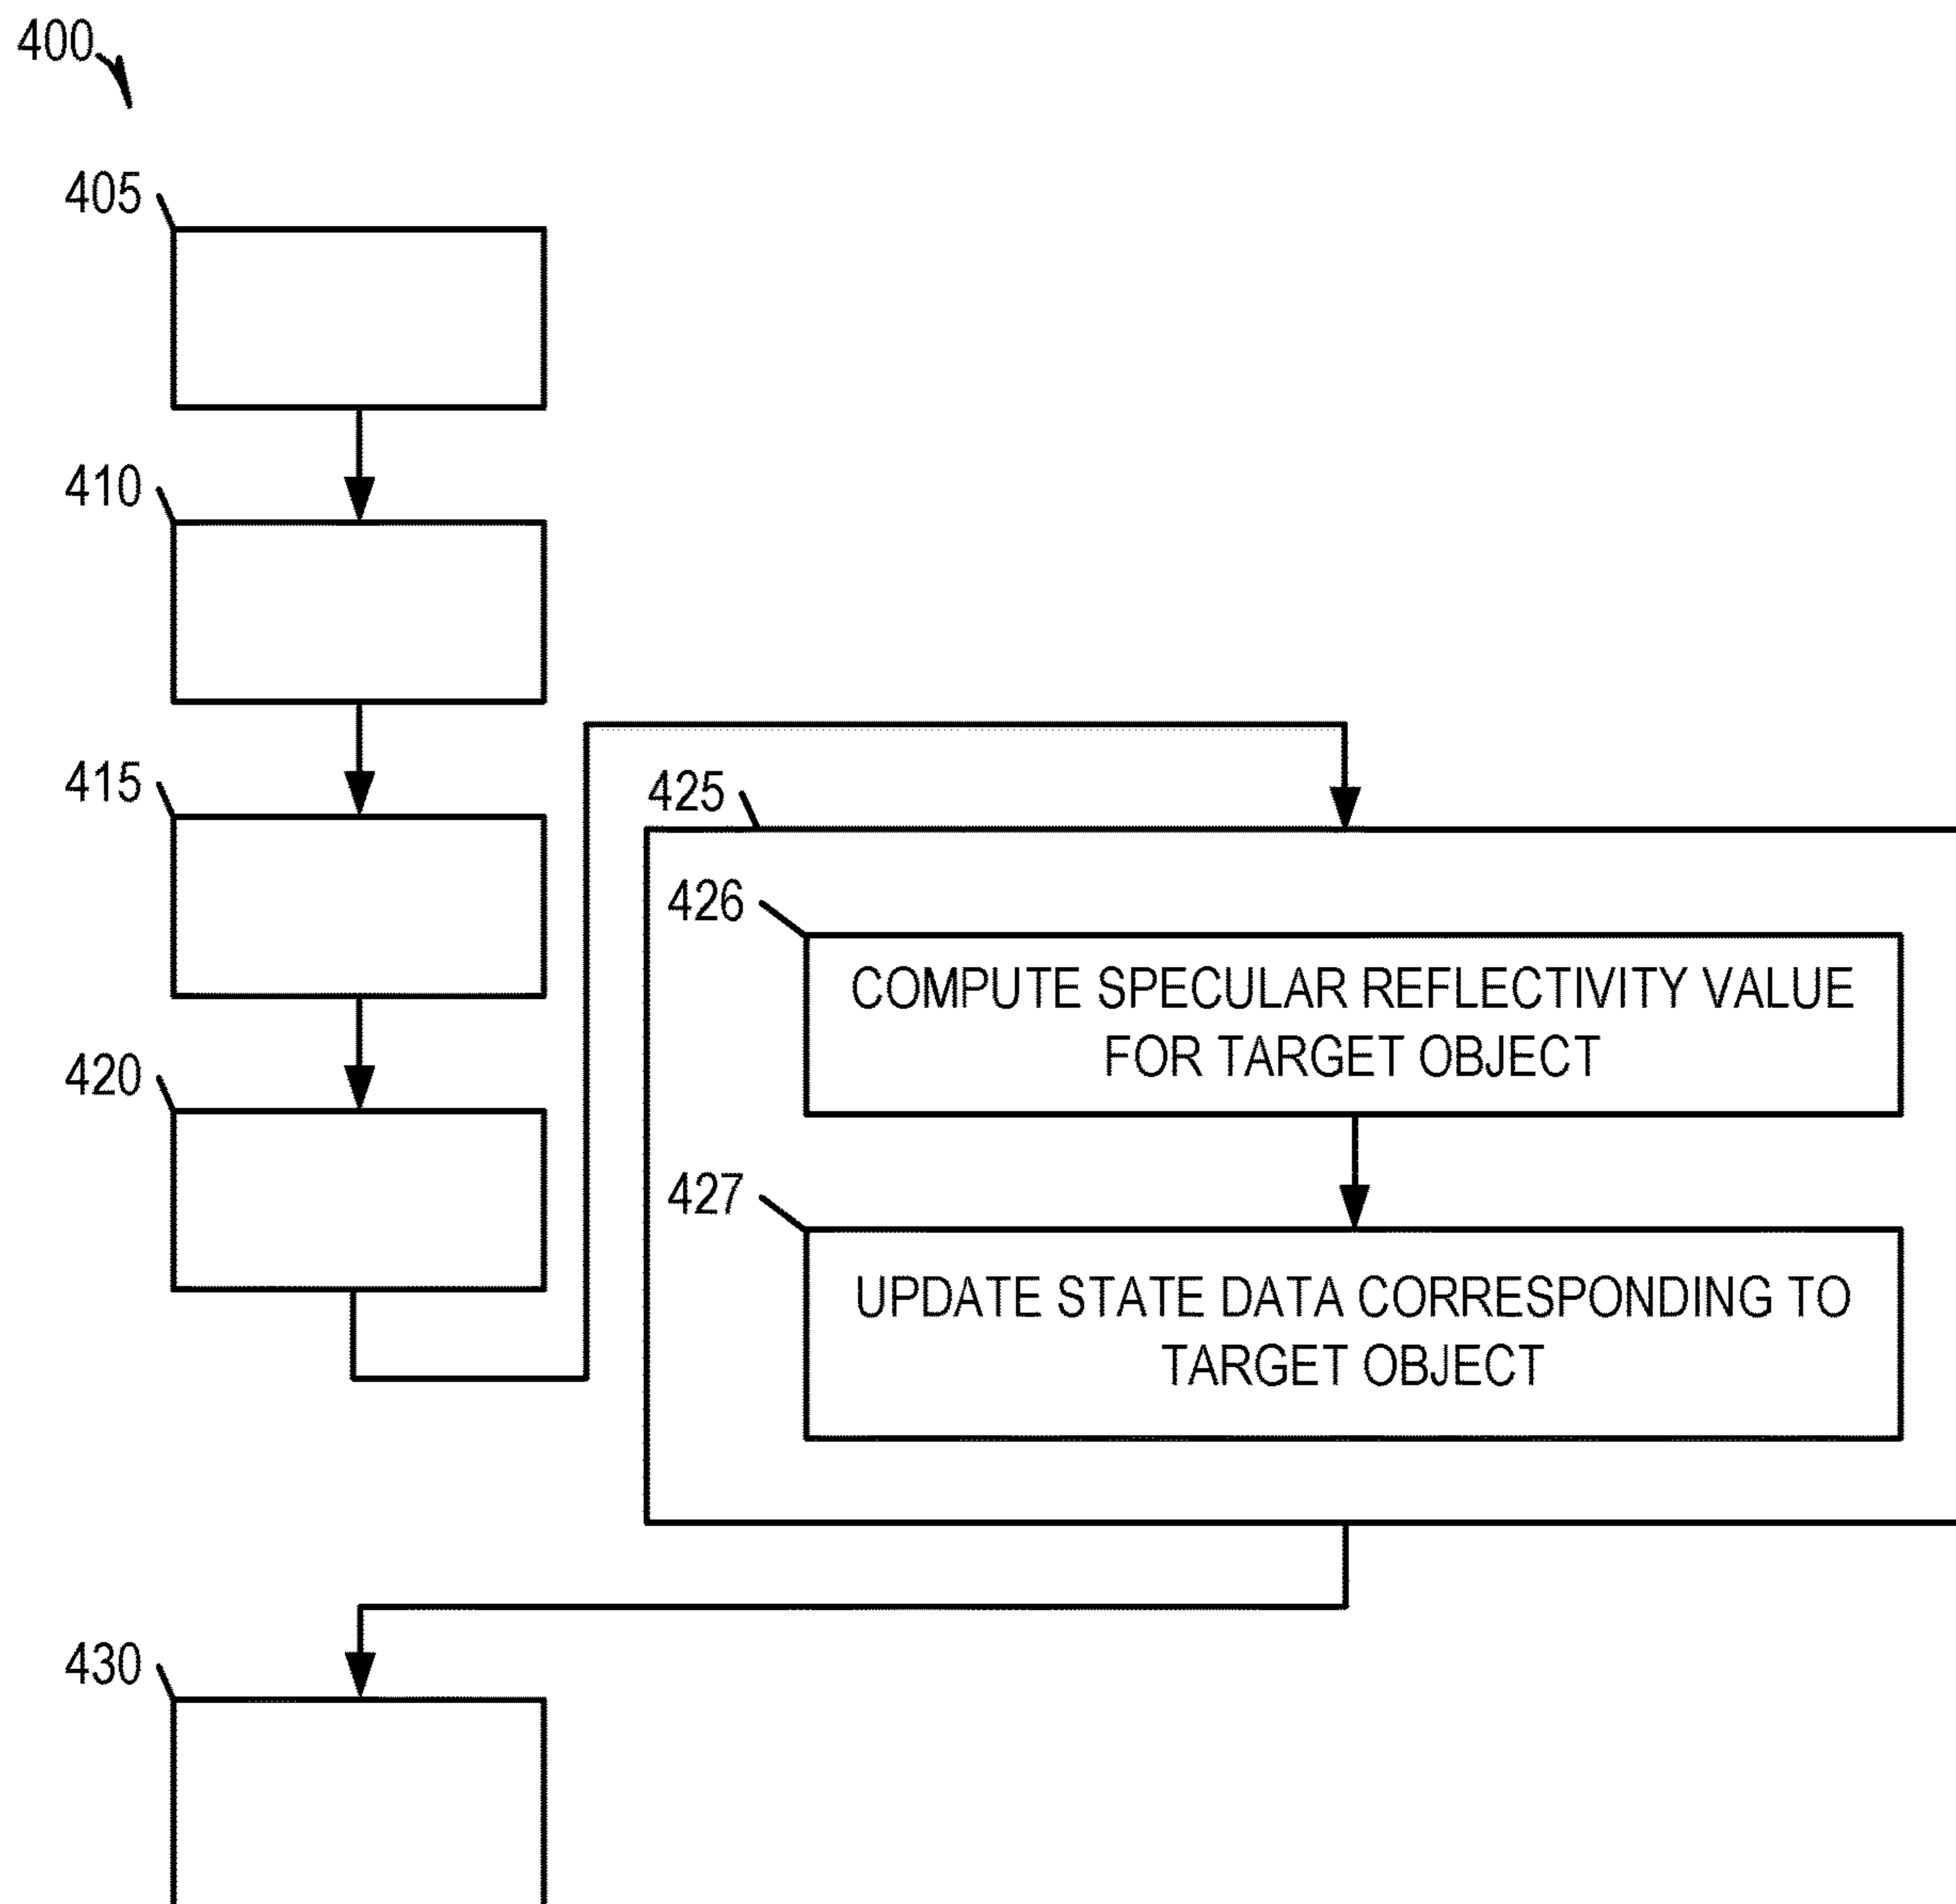 400
405
410
415
425
426
COMPUTE SPECULAR REFLECTIVITY VALUE
FOR TARGET OBJECT
420
427
UPDATE STATE DATA CORRESPONDING TO
TARGET OBJECT
430